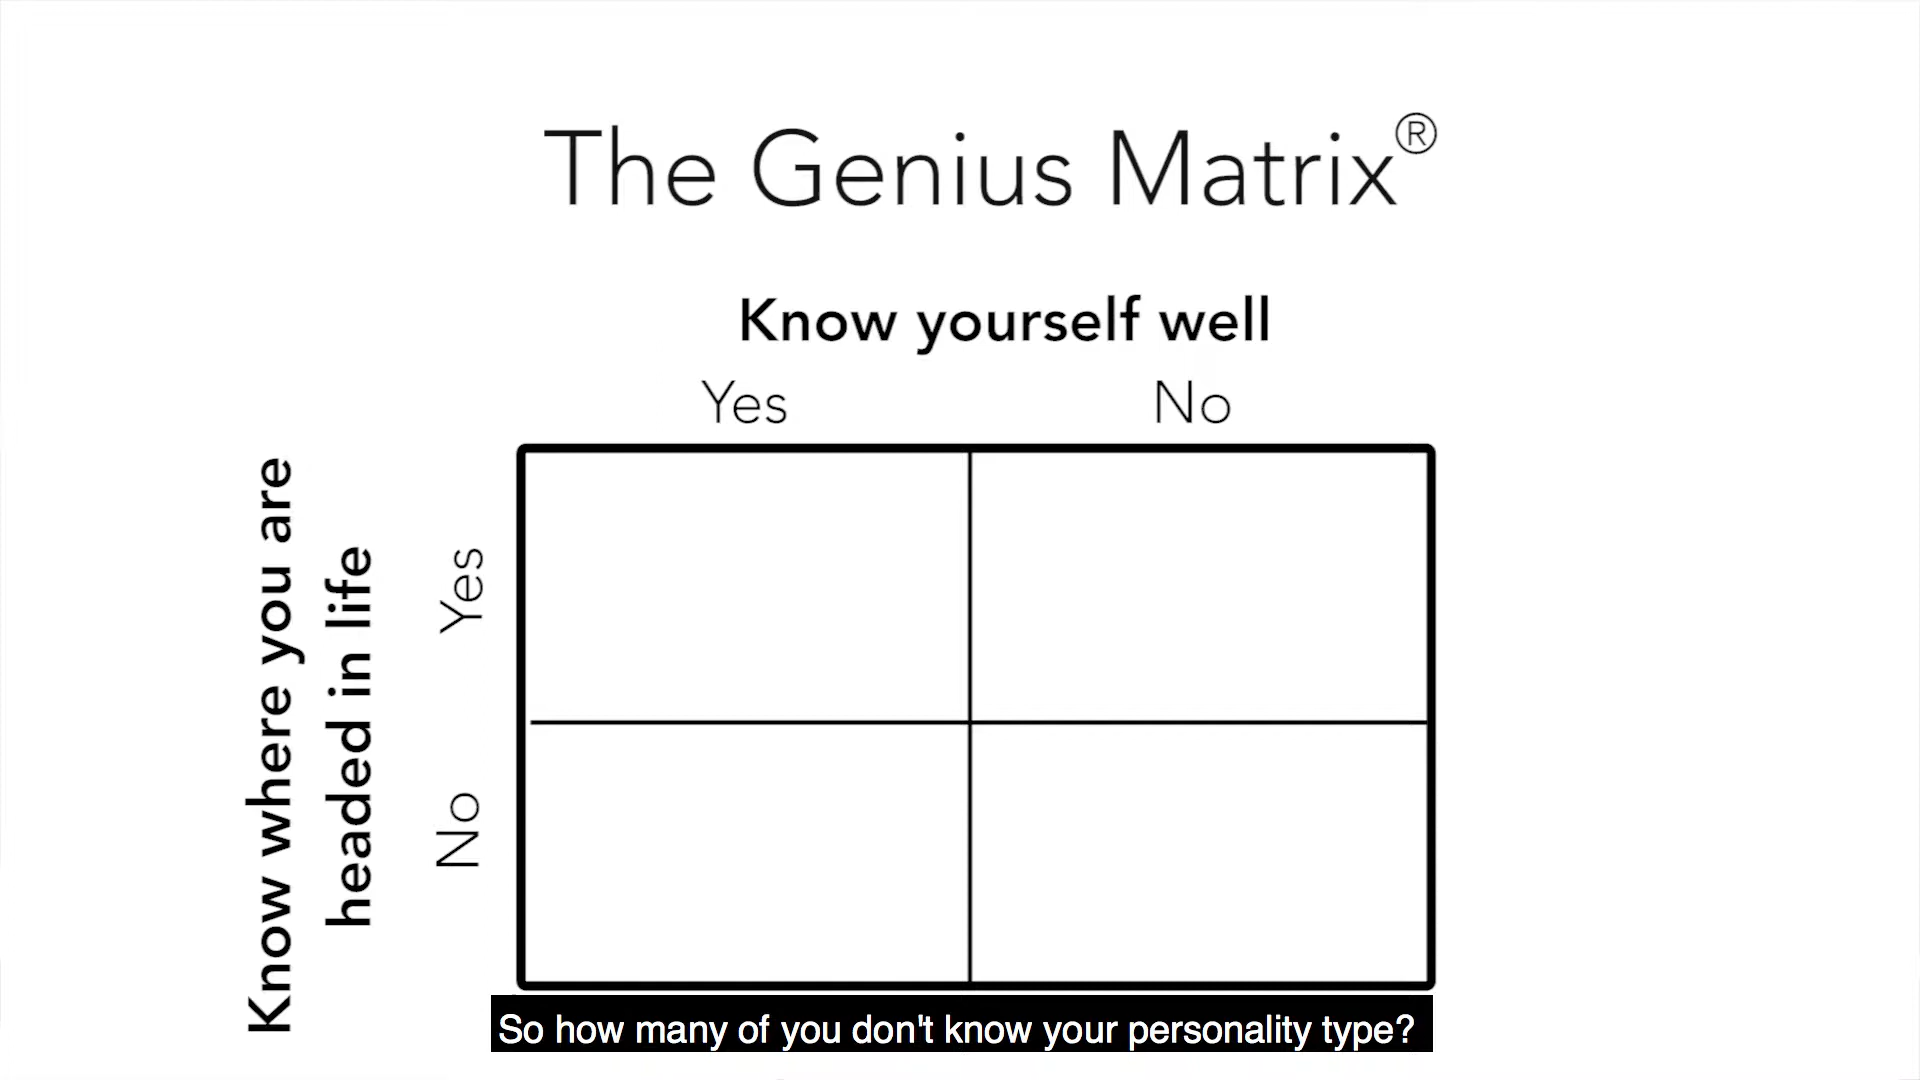 The Genius Matrix®
Know yourself well
Yes No
Know where you are
headed in life
Yes
No
So how many of you don't know your personality type?